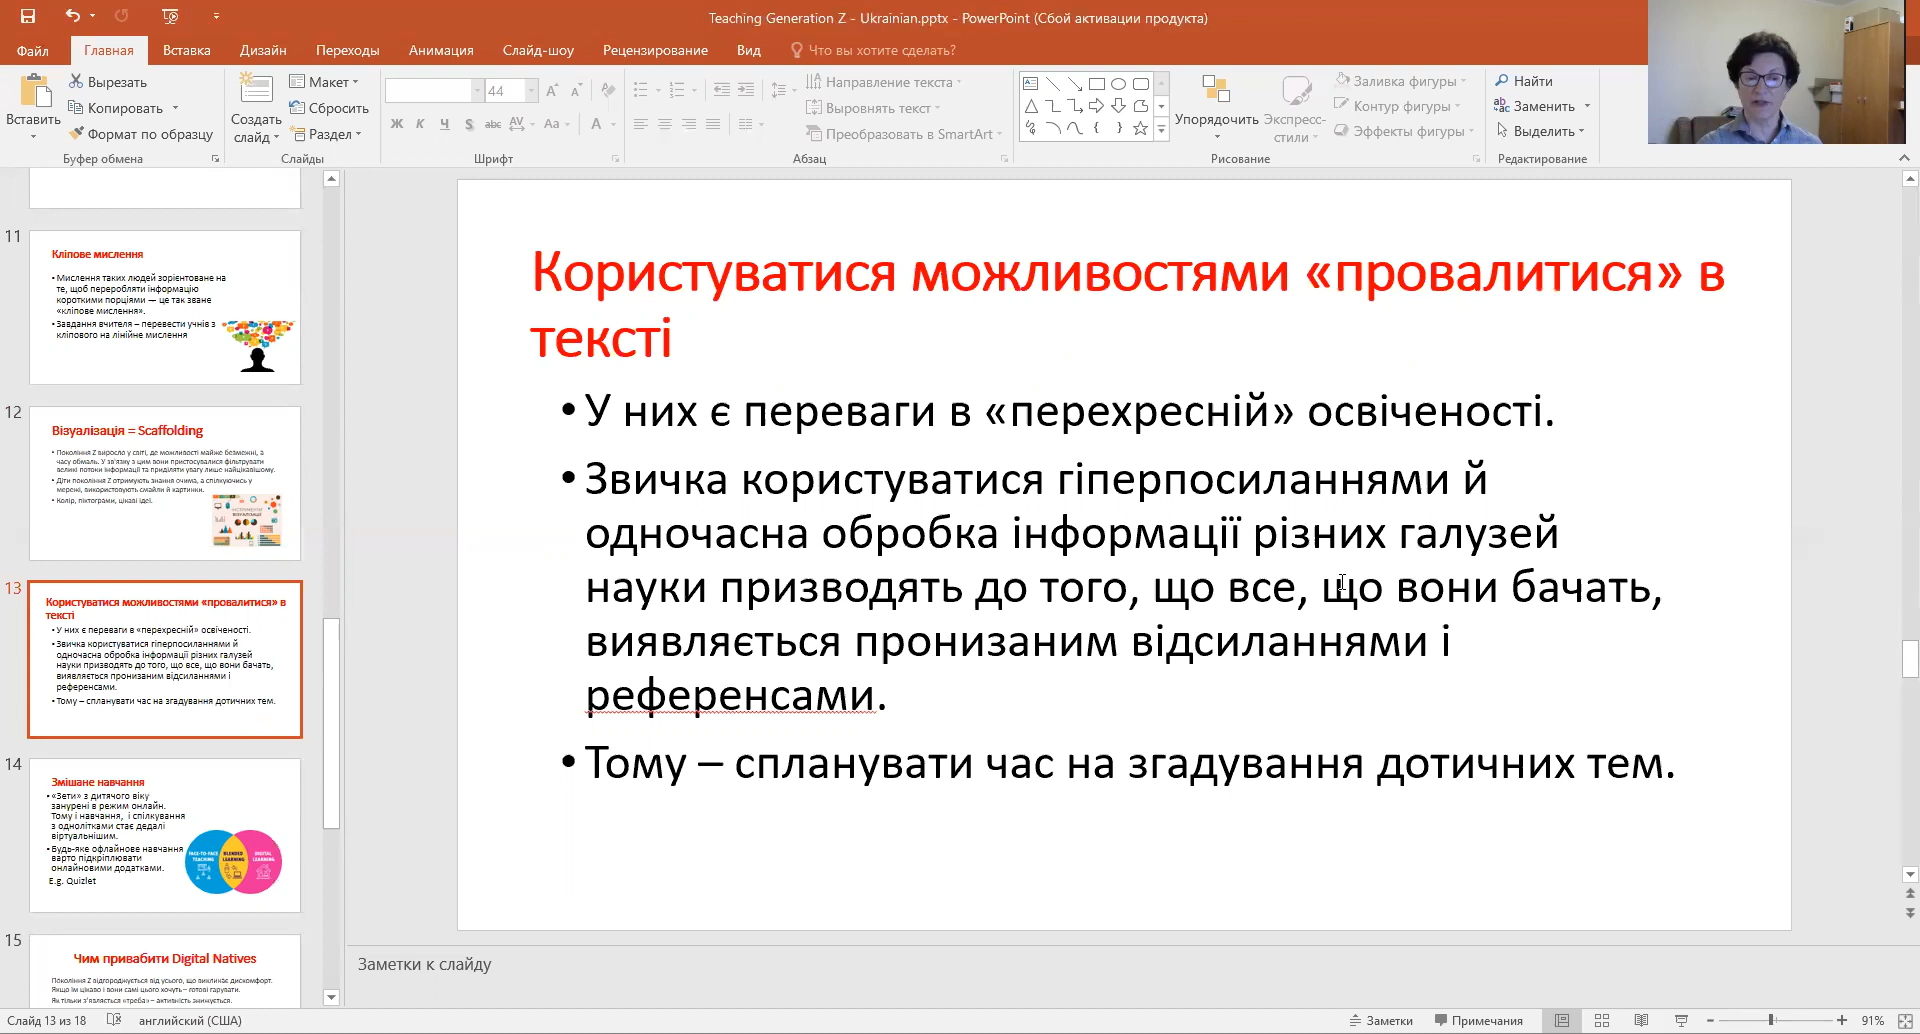 Teaching Generation Z - Ukrainian.pptx - PowerPoint (Сбой активации продукта)
Файл Главная Вставка Дизайн Переходы Анимация Слайд-шоу Рецензирование Вид Что вы хотите сделать?
Вставить
Вырезать
Копировать
Формат по образцу
Буфер обмена
Создать слайд
Макет
Сбросить
Раздел
Слайды
44
Ж К Ч S abc AV Aa A
Шрифт
Направление текста
Выровнять текст
Преобразовать в SmartArt
Абзац
Упорядочить
Экспресс-стили
Заливка фигуры
Контур фигуры
Эффекты фигуры
Рисование
Найти
Заменить
Выделить
Редактирование
11
Кліпове мислення
• Мислення таких людей зорієнтоване на
те, щоб переробляти інформацію
короткими порціями — це так зване
«кліпове мислення».
• Завдання вчителя – перевести учнів з
кліпового на лінійне мислення
12
Візуалізація = Scaffolding
• Покоління Z виросло у світі, де можливості майже безмежні, а
часу обмаль. У зв'язку з цим вони пристосувалися фільтрувати
великі потоки інформації та приділяти увагу лише найцікавішому.
• Діти покоління Z отримують знання очима, а спілкуючись у
мережі, використовують смайли й картинки.
• Колір, піктограми, цікаві ідеї.
13
Користуватися можливостями «провалитися» в
тексті
• У них є переваги в «перехресній» освіченості.
• Звичка користуватися гіперпосиланнями й
одночасна обробка інформації різних галузей
науки призводять до того, що все, що вони бачать,
виявляється пронизаним відсиланнями і
референсами.
• Тому – спланувати час на згадування дотичних тем.
14
Змішане навчання
• «Зети» з дитячого віку
занурені в режим онлайн.
Тому і навчання, і спілкування
з однолітками стає дедалі
віртуальнішим.
• Будь-яке офлайнове навчання
варто підкріплювати
онлайновими додатками.
E.g. Quizlet
FACE-TO-FACE TEACHING
BLENDED LEARNING
DIGITAL LEARNING
15
Чим привабити Digital Natives
Покоління Z відгороджується від усього, що викликає дискомфорт.
Якщо їм цікаво і вони самі цього хочуть – готові гарувати.
Як тільки з'являється «треба» – активність знижується.
Користуватися можливостями «провалитися» в
тексті
• У них є переваги в «перехресній» освіченості.
• Звичка користуватися гіперпосиланнями й
одночасна обробка інформації різних галузей
науки призводять до того, що все, що вони бачать,
виявляється пронизаним відсиланнями і
референсами.
• Тому – спланувати час на згадування дотичних тем.
Заметки к слайду
Слайд 13 из 18 английский (США) Заметки Примечания 91%